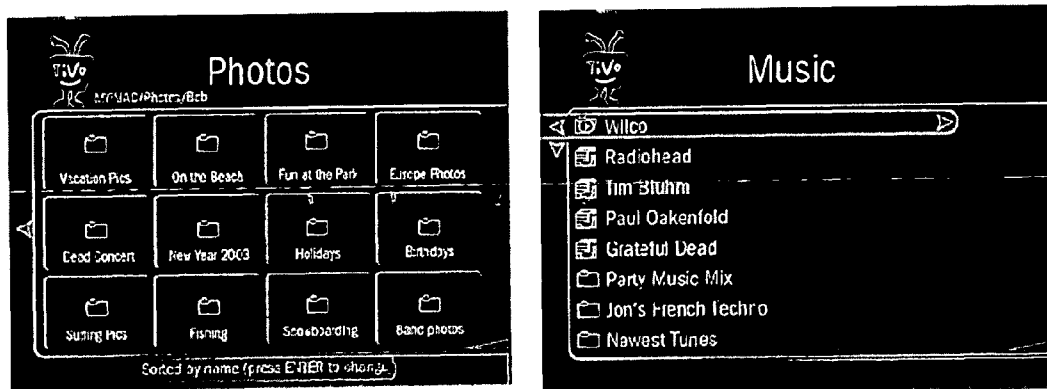 TiVo
Photos
MYNAD/Photos/Bob
Vacation Pics
On the Beach
Fun at the Park
Europe Photos
Dead Concert
New Year 2003
Holidays
Birthdays
Surfing Pics
Fishing
Snowboarding
Band photos
Sorted by name (press ENTER to change)
TiVo
Music
Wilco
Radiohead
Tim Bluhm
Paul Oakenfold
Grateful Dead
Party Music Mix
Jon's French Techno
Newest Tunes